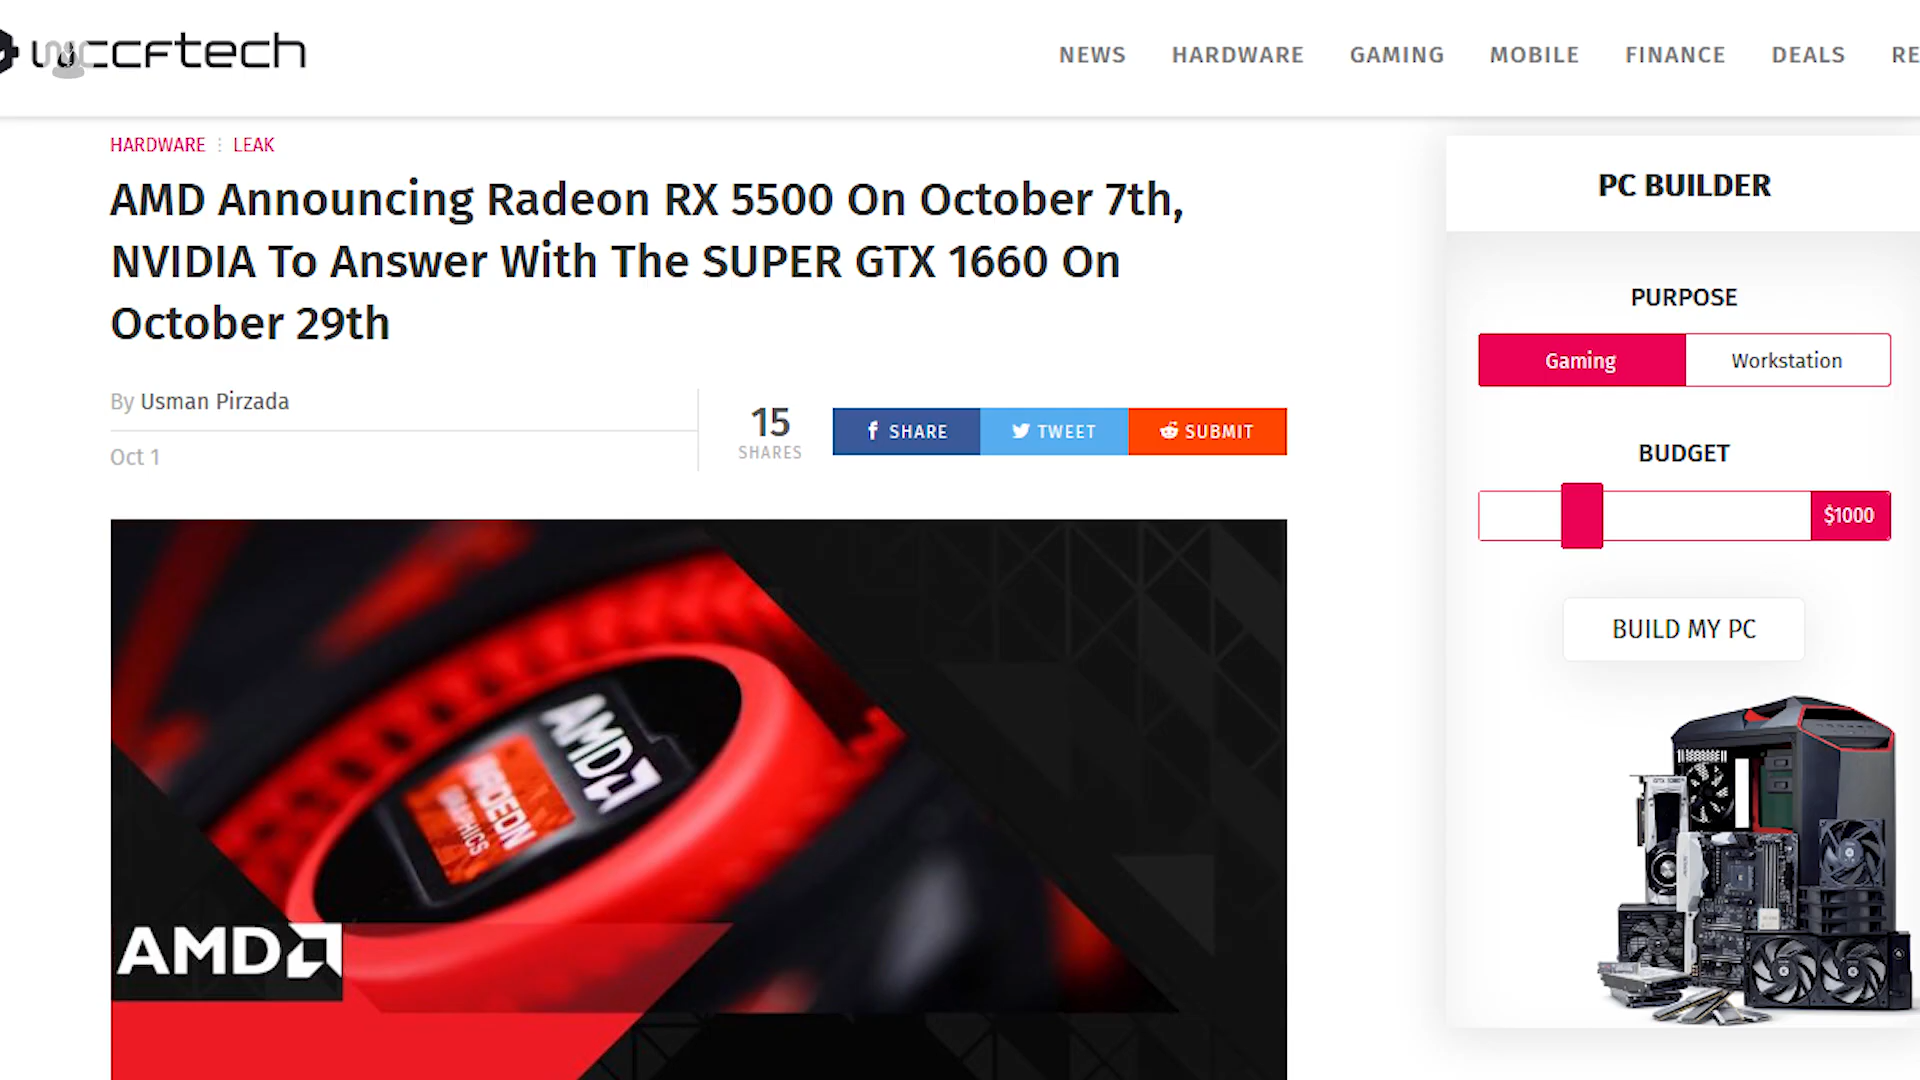 wccftech
NEWS HARDWARE GAMING MOBILE FINANCE DEALS RE
HARDWARE LEAK
AMD Announcing Radeon RX 5500 On October 7th,
NVIDIA To Answer With The SUPER GTX 1660 On
October 29th
By Usman Pirzada
Oct 1
15
SHARES
SHARE
TWEET
SUBMIT
AMD
RADEON
GRAPHICS
AMD
PC BUILDER
PURPOSE
Gaming
Workstation
BUDGET
$1000
BUILD MY PC